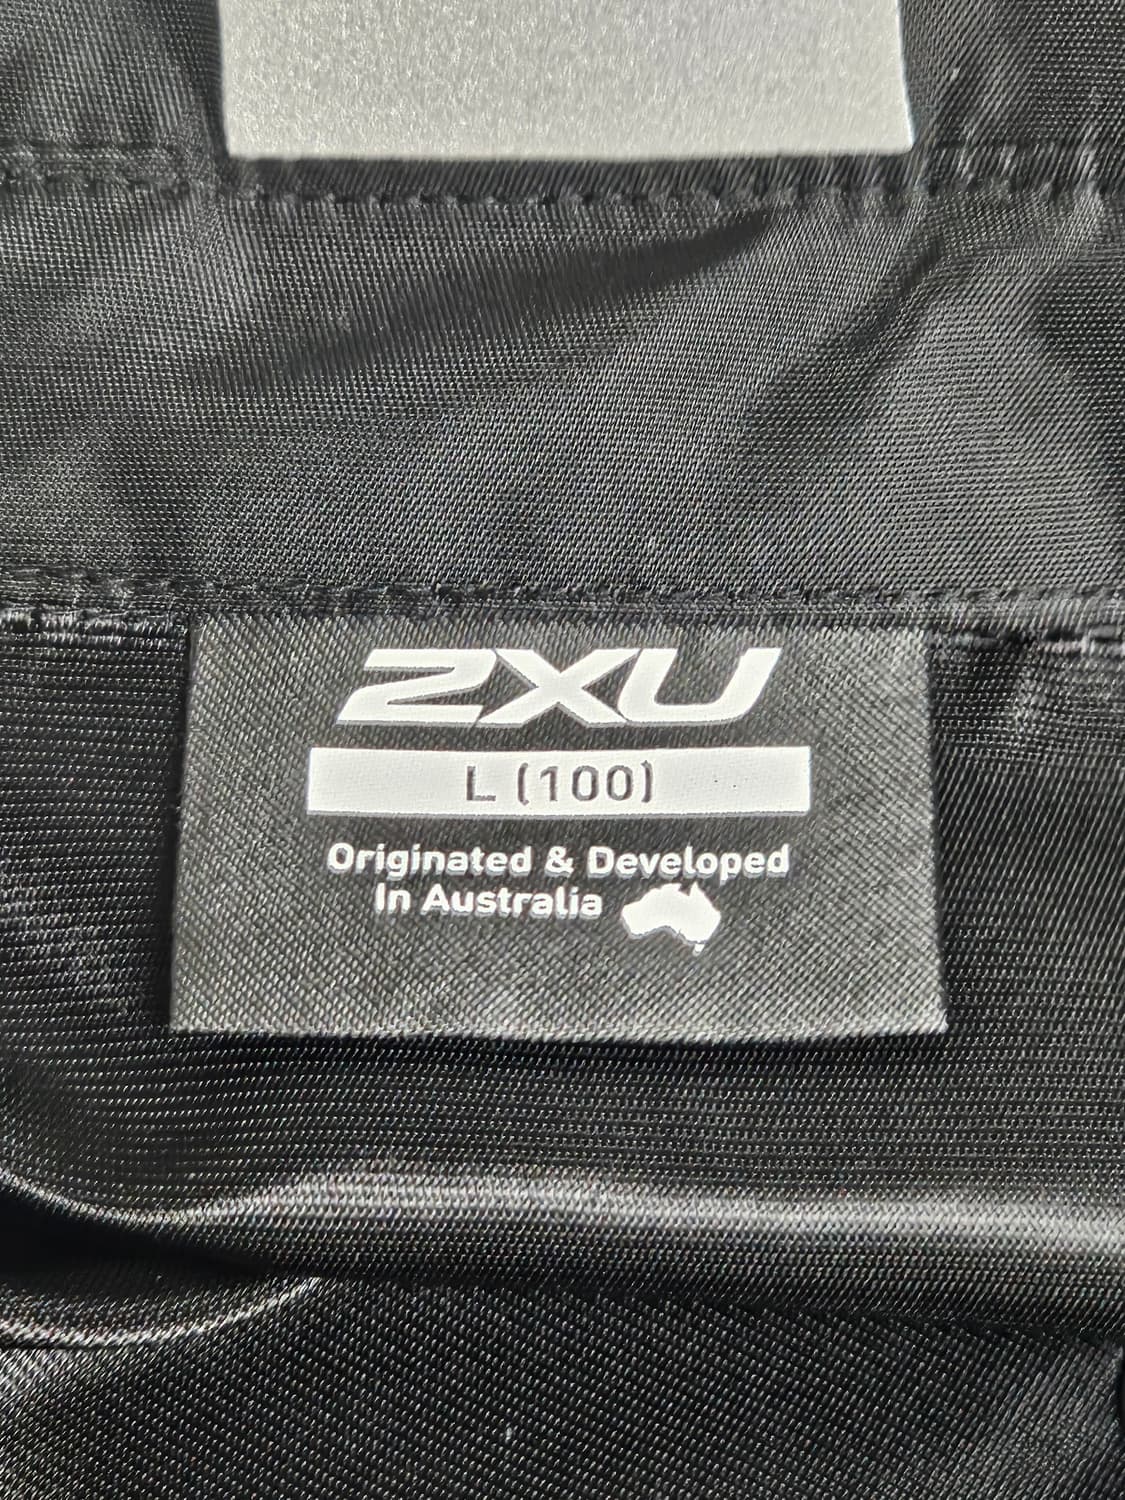 2XU
L (100)
Originated & Developed
In Australia